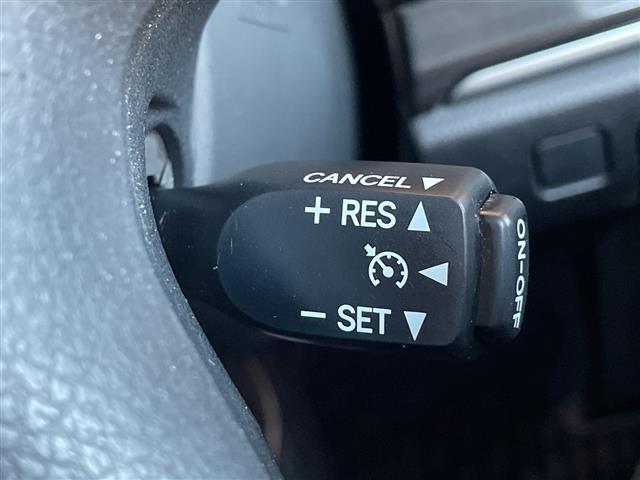 CANCEL ▼
+ RES ▲
◀
− SET ▼
ON-OFF